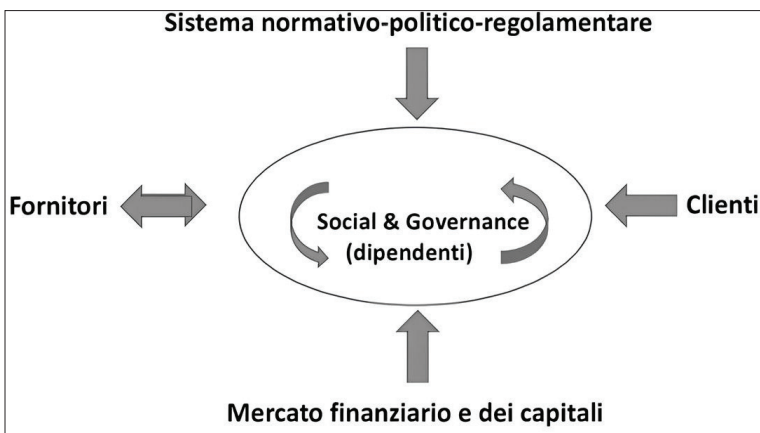 Sistema normativo-politico-regolamentare
Fornitori
Social & Governance
(dipendenti)
Clienti
Mercato finanziario e dei capitali